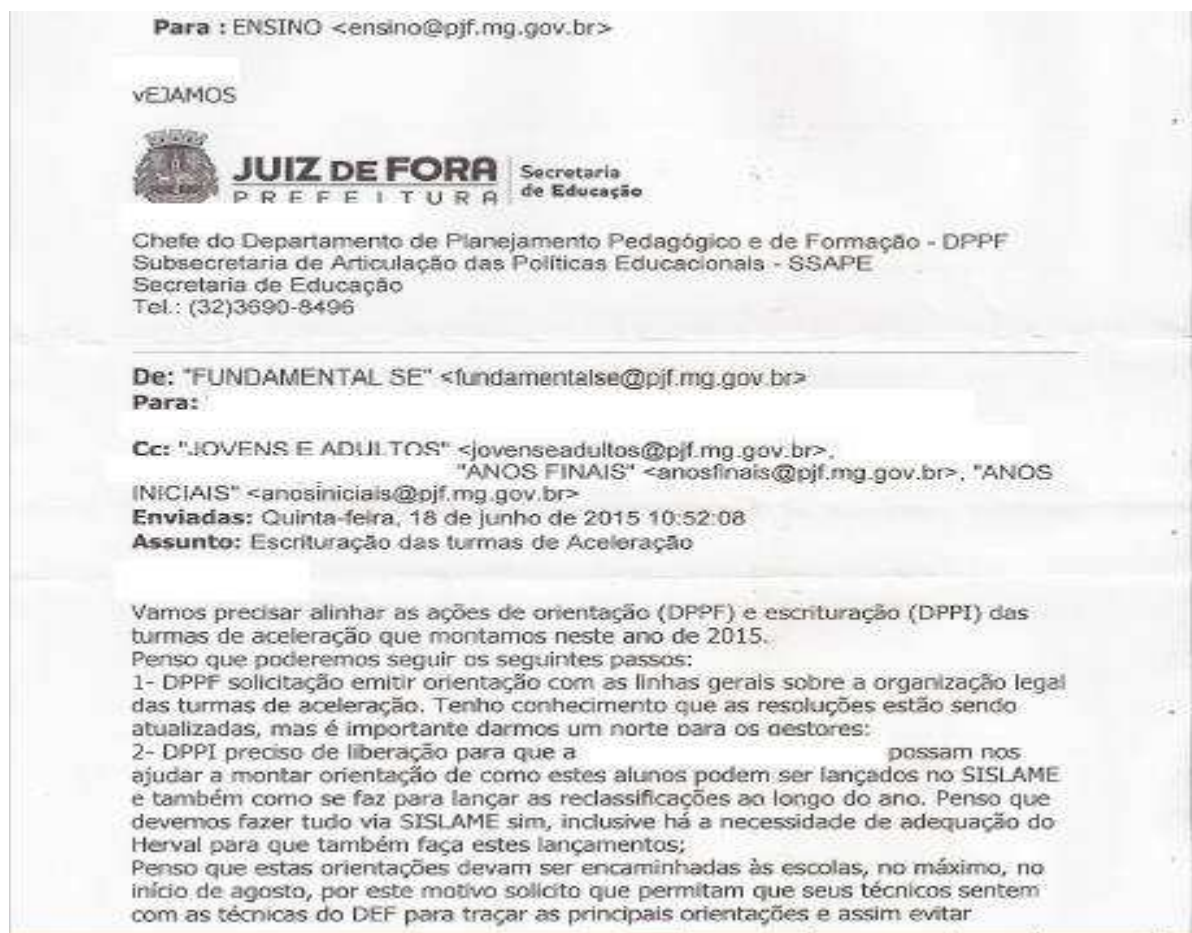 Para : ENSINO <ensino@pjf.mg.gov.br>
vEJAMOS
JUIZ DE FORA
PREFEITURA
Secretaria
de Educação
Chefe do Departamento de Planejamento Pedagógico e de Formação - DPPF
Subsecretaria de Articulação das Políticas Educacionais - SSAPE
Secretaria de Educação
Tel.: (32)3690-8496
De: "FUNDAMENTAL SE" <fundamentalse@pjf.mg.gov.br>
Para:
Cc: "JOVENS E ADULTOS" <jovenseadultos@pjf.mg.gov.br>,
"ANOS FINAIS" <anosfinais@pjf.mg.gov.br>, "ANOS
INICIAIS" <anosiniciais@pjf.mg.gov.br>
Enviadas: Quinta-feira, 18 de junho de 2015 10:52:08
Assunto: Escrituração das turmas de Aceleração
Vamos precisar alinhar as ações de orientação (DPPF) e escrituração (DPPI) das
turmas de aceleração que montamos neste ano de 2015.
Penso que poderemos seguir os seguintes passos:
1- DPPF solicitação emitir orientação com as linhas gerais sobre a organização legal
das turmas de aceleração. Tenho conhecimento que as resoluções estão sendo
atualizadas, mas é importante darmos um norte para os gestores:
2- DPPI preciso de liberação para que a possam nos
ajudar a montar orientação de como estes alunos podem ser lançados no SISLAME
e também como se faz para lançar as reclassificações ao longo do ano. Penso que
devemos fazer tudo via SISLAME sim, inclusive há a necessidade de adequação do
Herval para que também faça estes lançamentos;
Penso que estas orientações devam ser encaminhadas às escolas, no máximo, no
início de agosto, por este motivo solicito que permitam que seus técnicos sentem
com as técnicas do DEF para traçar as principais orientações e assim evitar